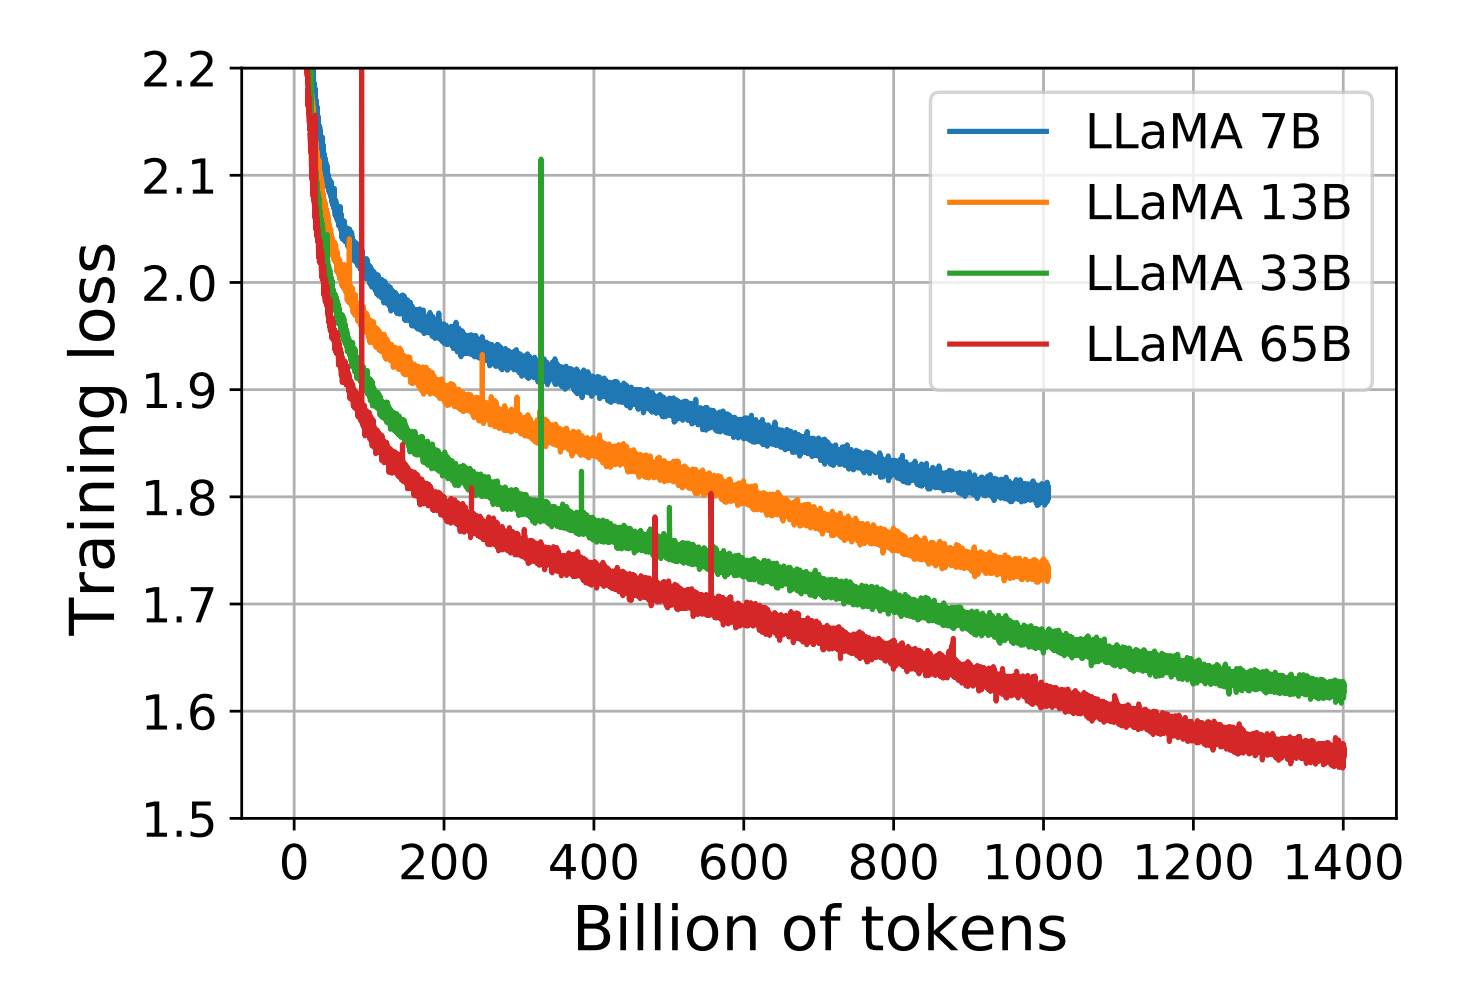 2.2
2.1
2.0
1.9
1.8
1.7
1.6
1.5
Training loss
LLaMA 7B
LLaMA 13B
LLaMA 33B
LLaMA 65B
0 200 400 600 800 1000 1200 1400
Billion of tokens